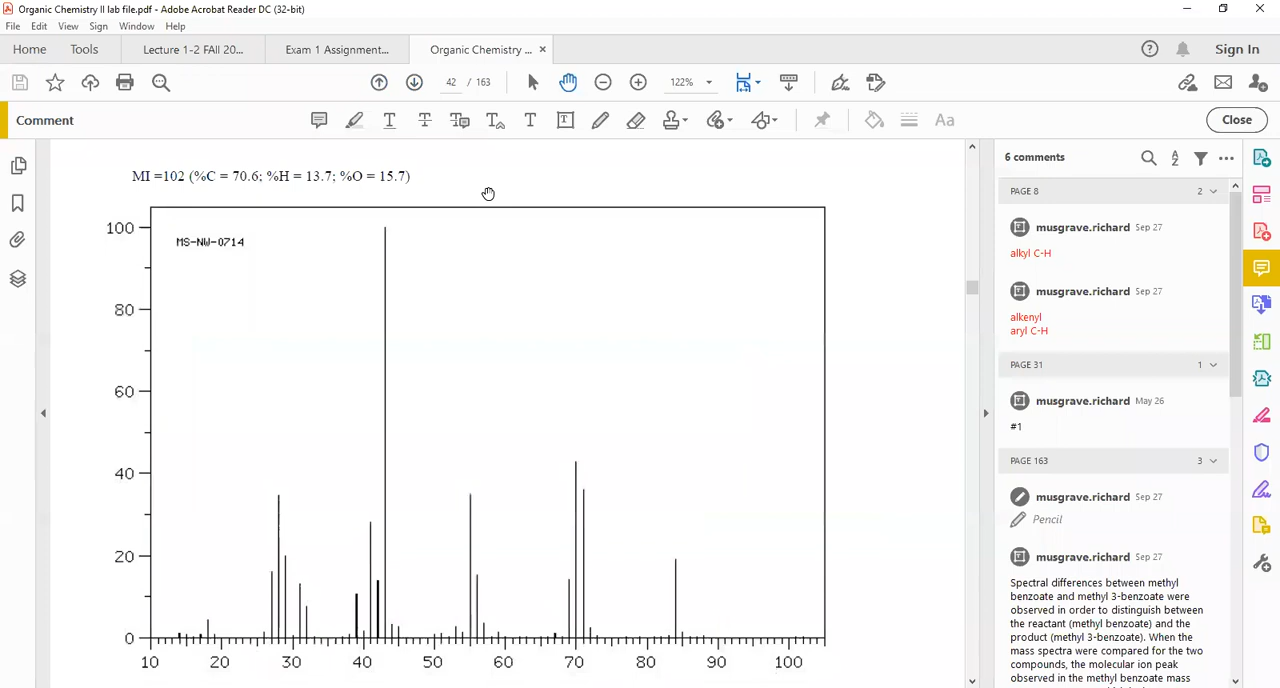 Organic Chemistry II lab file.pdf - Adobe Acrobat Reader DC (32-bit)
File Edit View Sign Window Help
Home Tools Lecture 1-2 FAll 20... Exam 1 Assignment... Organic Chemistry ... × Sign In
42 / 163 122%
Comment Close
MI =102 (%C = 70.6; %H = 13.7; %O = 15.7)
MS-NW-0714
100
80
60
40
20
0
10 20 30 40 50 60 70 80 90 100
6 comments
PAGE 8 2
musgrave.richard Sep 27
alkyl C-H
musgrave.richard Sep 27
alkenyl
aryl C-H
PAGE 31 1
musgrave.richard May 26
#1
PAGE 163 3
musgrave.richard Sep 27
Pencil
musgrave.richard Sep 27
Spectral differences between methyl
benzoate and methyl 3-benzoate were
observed in order to distinguish between
the reactant (methyl benzoate) and the
product (methyl 3-benzoate). When the
mass spectra were compared for the two
compounds, the molecular ion peak
observed in the methyl benzoate mass